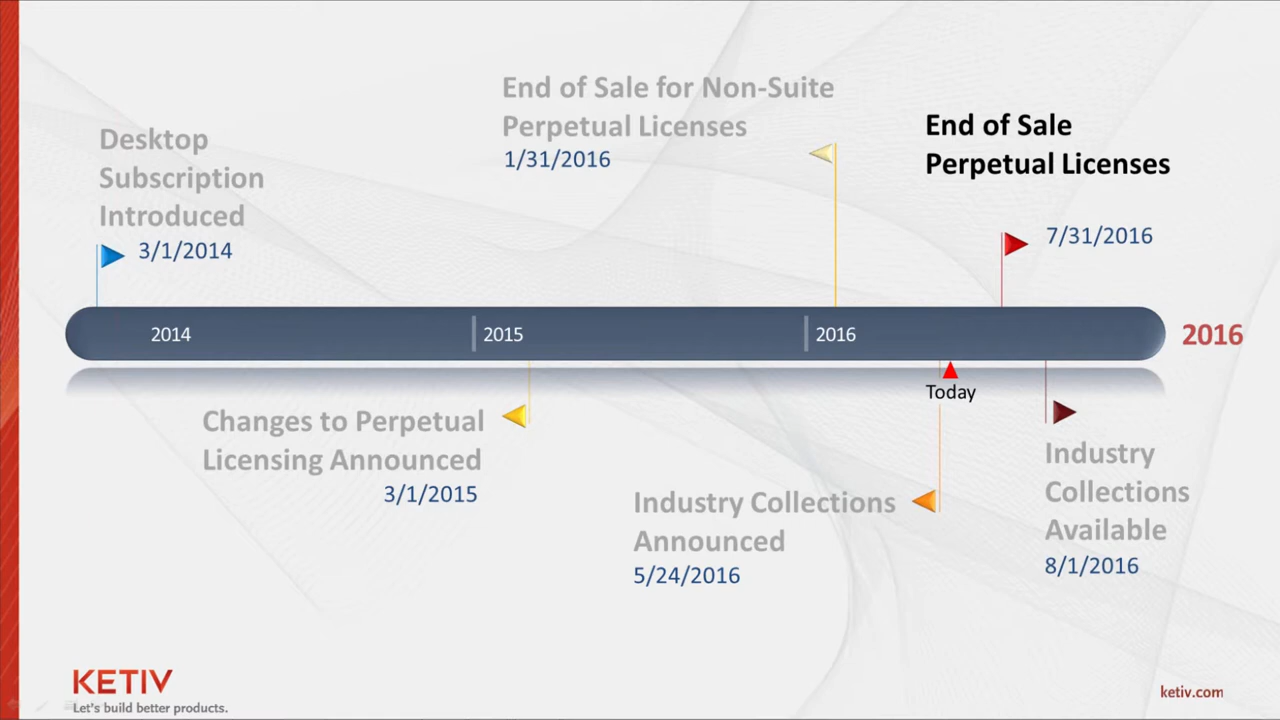 End of Sale for Non-Suite
Perpetual Licenses
1/31/2016
End of Sale
Perpetual Licenses
7/31/2016
Desktop
Subscription
Introduced
3/1/2014
2014
2015
2016
2016
Today
Changes to Perpetual
Licensing Announced
3/1/2015
Industry Collections
Announced
5/24/2016
Industry
Collections
Available
8/1/2016
KETIV
Let's build better products.
ketiv.com